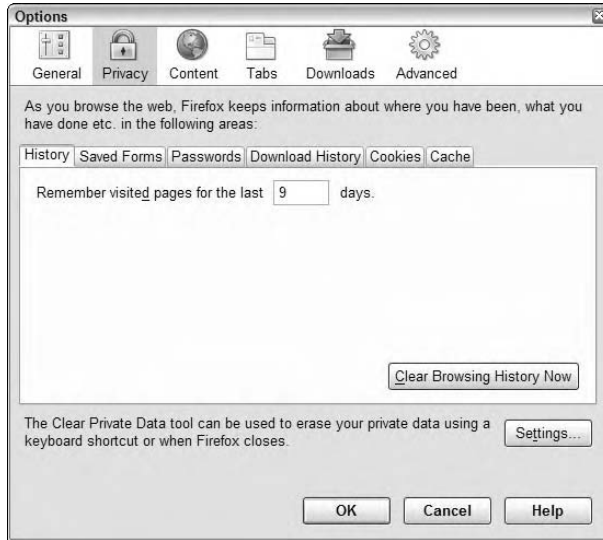 Options
General Privacy Content Tabs Downloads Advanced
As you browse the web, Firefox keeps information about where you have been, what you
have done etc. in the following areas:
History Saved Forms Passwords Download History Cookies Cache
Remember visited pages for the last 9 days.
Clear Browsing History Now
The Clear Private Data tool can be used to erase your private data using a
keyboard shortcut or when Firefox closes.
Settings...
OK Cancel Help